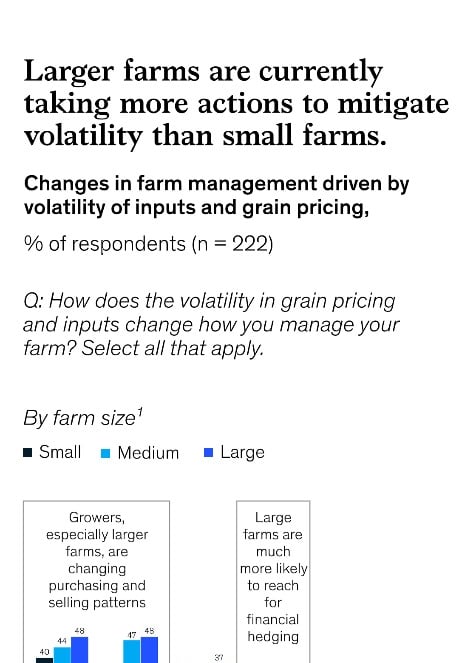 Larger farms are currently
taking more actions to mitigate
volatility than small farms.
Changes in farm management driven by
volatility of inputs and grain pricing,
% of respondents (n = 222)
Q: How does the volatility in grain pricing
and inputs change how you manage your
farm? Select all that apply.
By farm size¹
Small Medium Large
Growers,
especially larger
farms, are
changing
purchasing and
selling patterns
Large
farms are
much
more likely
to reach
for
financial
hedging
40 44 48 47 48 37